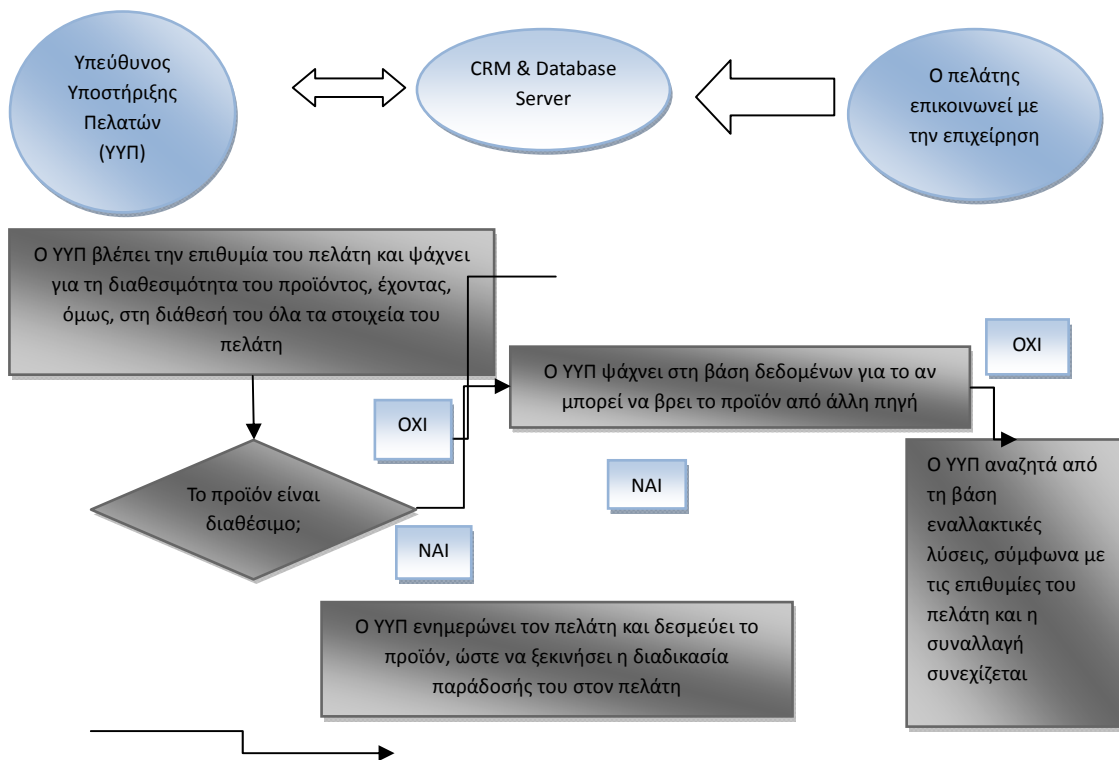 Υπεύθυνος
Υποστήριξης
Πελατών
(ΥΥΠ)
CRM & Database
Server
Ο πελάτης
επικοινωνεί με
την επιχείρηση
Ο ΥΥΠ βλέπει την επιθυμία του πελάτη και ψάχνει
για τη διαθεσιμότητα του προϊόντος, έχοντας,
όμως, στη διάθεσή του όλα τα στοιχεία του
πελάτη
ΟΧΙ
Ο ΥΥΠ ψάχνει στη βάση δεδομένων για το αν
μπορεί να βρει το προϊόν από άλλη πηγή
ΟΧΙ
Το προϊόν είναι
διαθέσιμο;
ΝΑΙ
ΝΑΙ
Ο ΥΥΠ αναζητά από
τη βάση
εναλλακτικές
λύσεις, σύμφωνα με
τις επιθυμίες του
πελάτη και η
συναλλαγή
συνεχίζεται
Ο ΥΥΠ ενημερώνει τον πελάτη και δεσμεύει το
προϊόν, ώστε να ξεκινήσει η διαδικασία
παράδοσής του στον πελάτη